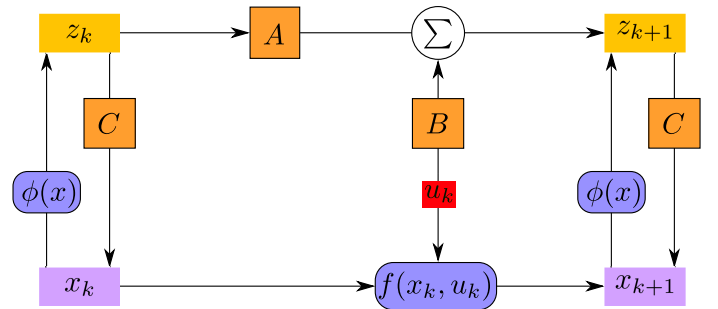 z_k A ∑ z_{k+1}
C B C
ϕ(x) u_k ϕ(x)
x_k f(x_k, u_k) x_{k+1}